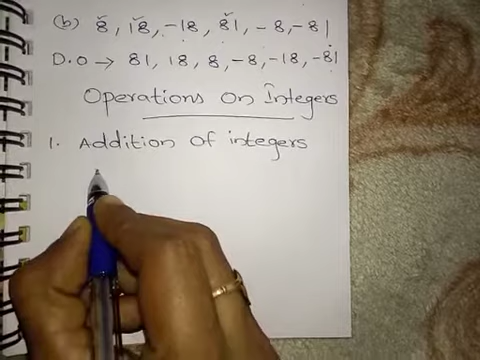 (b) 8, 18, -18, 81, -8, -81
D.O → 81, 18, 8, -8, -18, -81
Operations On Integers
1. Addition Of integers